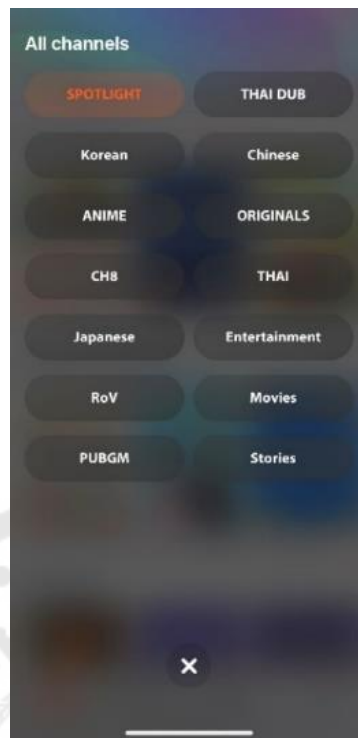 All channels
SPOTLIGHT THAI DUB
Korean Chinese
ANIME ORIGINALS
CH8 THAI
Japanese Entertainment
RoV Movies
PUBGM Stories